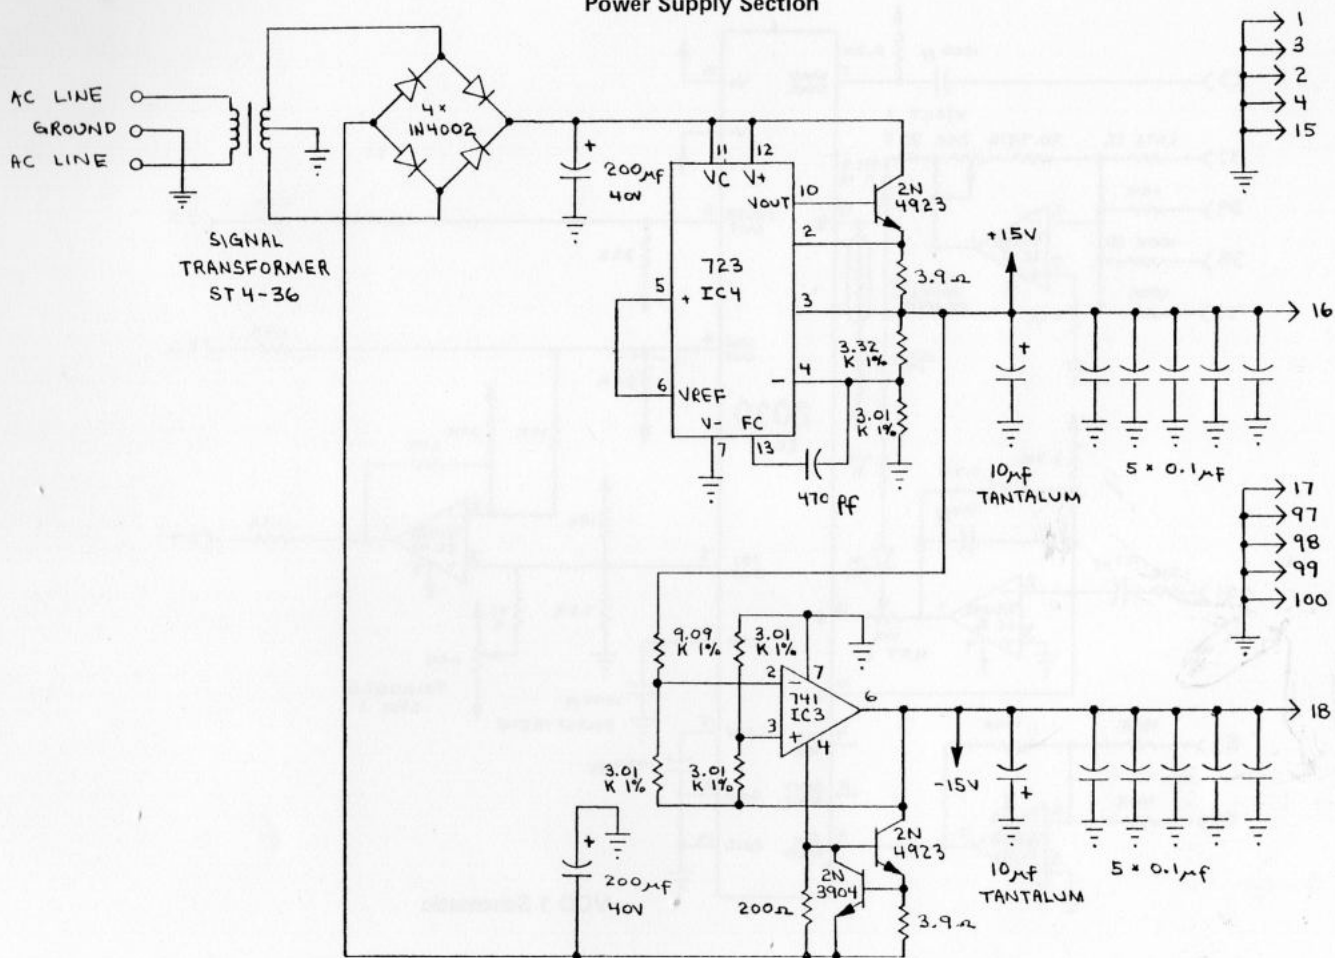 Power Supply Section
AC LINE
GROUND
AC LINE
SIGNAL
TRANSFORMER
ST 4-36
4×
1N4002
+
200µf
40V
11
12
VC
V+
10
VOUT
2
723
IC4
5
+
3
4
-
6
VREF
V-
FC
7
13
470 pf
2N
4923
3.9Ω
3.32
K 1%
3.01
K 1%
+15V
+
10µf
TANTALUM
5 × 0.1µf
1
3
2
4
15
16
17
97
98
99
100
9.09
K 1%
3.01
K 1%
2
-
7
741
IC3
3
+
4
6
3.01
K 1%
3.01
K 1%
-15V
+
10µf
TANTALUM
5 × 0.1µf
18
+
200µf
40V
2N
4923
2N
3904
200Ω
3.9Ω